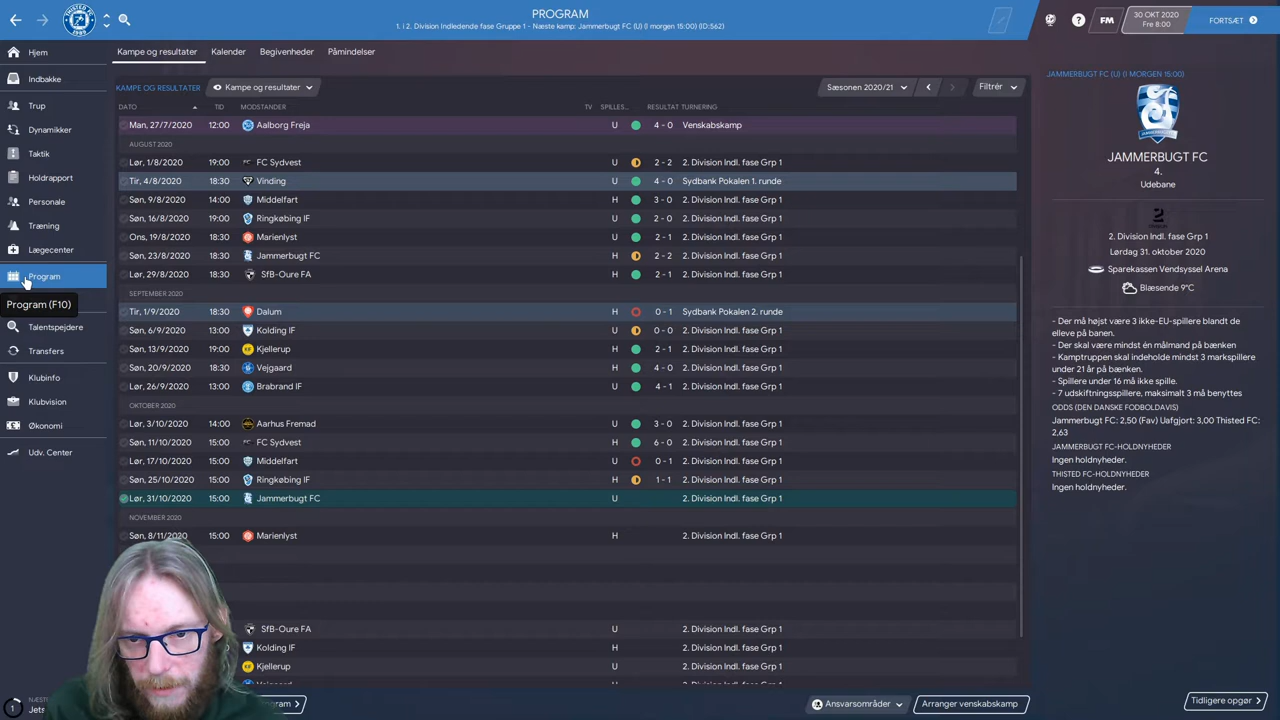 PROGRAM
1. i 2. Division Indledende fase Gruppe 1 - Næste kamp: Jammerbugt FC (U) (I morgen 15:00) (ID:562)
FM
30 OKT 2020
Fre 8:00
FORTSÆT
Hjem
Indbakke
Trup
Dynamikker
Taktik
Holdrapport
Personale
Træning
Lægecenter
Program
Program (F10)
Talentspejdere
Transfers
Klubinfo
Klubvision
Økonomi
Udv. Center
Kampe og resultater
Kalender
Begivenheder
Påmindelser
KAMPE OG RESULTATER
Kampe og resultater
Sæsonen 2020/21
Filtrér
DATO TID MODSTANDER TV SPILLES... RESULTAT TURNERING
Man, 27/7/2020 12:00 Aalborg Freja U 4 - 0 Venskabskamp
AUGUST 2020
Lør, 1/8/2020 19:00 FC Sydvest U 2 - 2 2. Division Indl. fase Grp 1
Tir, 4/8/2020 18:30 Vinding U 4 - 0 Sydbank Pokalen 1. runde
Søn, 9/8/2020 14:00 Middelfart H 3 - 0 2. Division Indl. fase Grp 1
Søn, 16/8/2020 18:30 Ringkøbing IF U 2 - 0 2. Division Indl. fase Grp 1
Ons, 19/8/2020 18:30 Marienlyst U 2 - 1 2. Division Indl. fase Grp 1
Søn, 23/8/2020 18:30 Jammerbugt FC H 2 - 2 2. Division Indl. fase Grp 1
Lør, 29/8/2020 18:30 SfB-Oure FA H 2 - 1 2. Division Indl. fase Grp 1
SEPTEMBER 2020
Tir, 1/9/2020 18:30 Dalum H 0 - 1 Sydbank Pokalen 2. runde
Søn, 6/9/2020 13:00 Kolding IF U 0 - 0 2. Division Indl. fase Grp 1
Søn, 13/9/2020 19:00 Kjellerup H 2 - 1 2. Division Indl. fase Grp 1
Søn, 20/9/2020 18:30 Vejgaard H 4 - 0 2. Division Indl. fase Grp 1
Lør, 26/9/2020 13:00 Brabrand IF U 4 - 1 2. Division Indl. fase Grp 1
OKTOBER 2020
Lør, 3/10/2020 14:00 Aarhus Fremad U 3 - 0 2. Division Indl. fase Grp 1
Søn, 11/10/2020 15:00 FC Sydvest H 6 - 0 2. Division Indl. fase Grp 1
Lør, 17/10/2020 15:00 Middelfart U 0 - 1 2. Division Indl. fase Grp 1
Søn, 25/10/2020 15:00 Ringkøbing IF H 1 - 1 2. Division Indl. fase Grp 1
Lør, 31/10/2020 15:00 Jammerbugt FC U 2. Division Indl. fase Grp 1
NOVEMBER 2020
Søn, 8/11/2020 15:00 Marienlyst H 2. Division Indl. fase Grp 1
SfB-Oure FA U 2. Division Indl. fase Grp 1
Kolding IF H 2. Division Indl. fase Grp 1
Kjellerup U 2. Division Indl. fase Grp 1
JAMMERBUGT FC (U) (I MORGEN 15:00)
JAMMERBUGT FC
4.
Udebane
2. Division Indl. fase Grp 1
Lørdag 31. oktober 2020
Sparekassen Vendsyssel Arena
Blæsende 9°C
- Der må højst være 3 ikke-EU-spillere blandt de
elleve på banen.
- Der skal være mindst én målmand på bænken
- Kamptruppen skal indeholde mindst 3 markspillere
under 21 år på bænken.
- Spillere under 16 må ikke spille.
- 7 udskiftningsspillere, maksimalt 3 må benyttes
ODDS (DEN DANSKE FODBOLDAVIS)
Jammerbugt FC: 2,50 (Fav) Uafgjort: 3,00 Thisted FC:
2,63
JAMMERBUGT FC-HOLDNYHEDER
Ingen holdnyheder.
THISTED FC-HOLDNYHEDER
Ingen holdnyheder.
Ansvarsområder
Arranger venskabskamp
Tidligere opgør